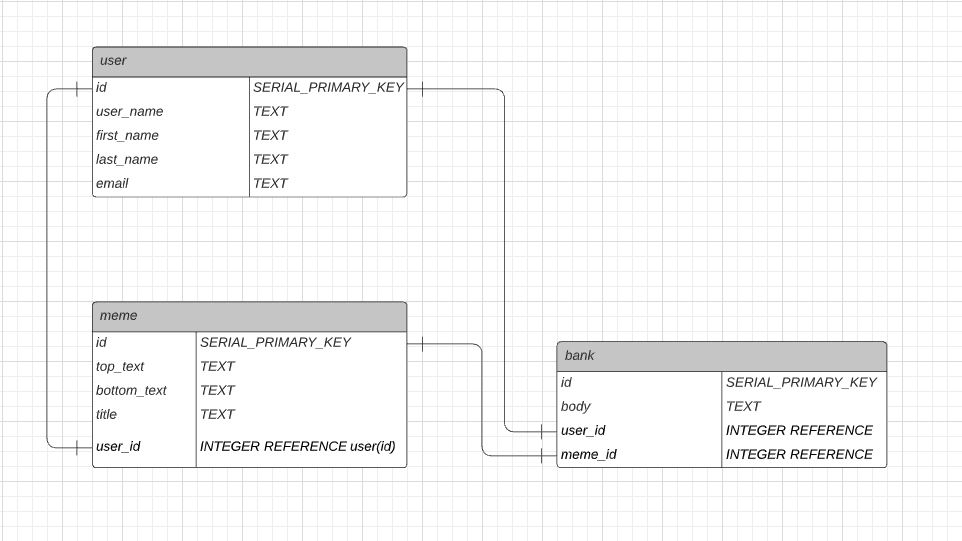 user
id SERIAL_PRIMARY_KEY
user_name TEXT
first_name TEXT
last_name TEXT
email TEXT
meme
id SERIAL_PRIMARY_KEY
top_text TEXT
bottom_text TEXT
title TEXT
user_id INTEGER REFERENCE user(id)
bank
id SERIAL_PRIMARY_KEY
body TEXT
user_id INTEGER REFERENCE
meme_id INTEGER REFERENCE